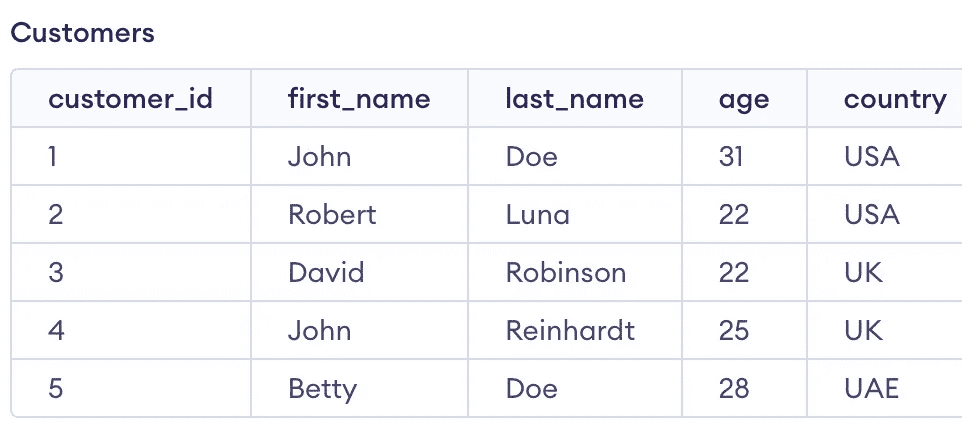 Customers
customer_id first_name last_name age country
1 John Doe 31 USA
2 Robert Luna 22 USA
3 David Robinson 22 UK
4 John Reinhardt 25 UK
5 Betty Doe 28 UAE